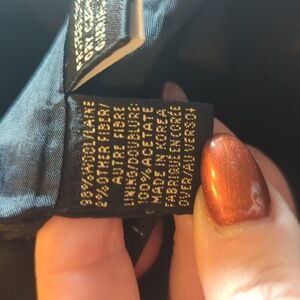 98% WOOL/LAINE
2% OTHER FIBER/
AUTRE FIBRE
LINING/DOUBLURE:
100% ACETATE
MADE IN KOREA
FABRIQUÉ EN CORÉE
OVER/AU VERSO